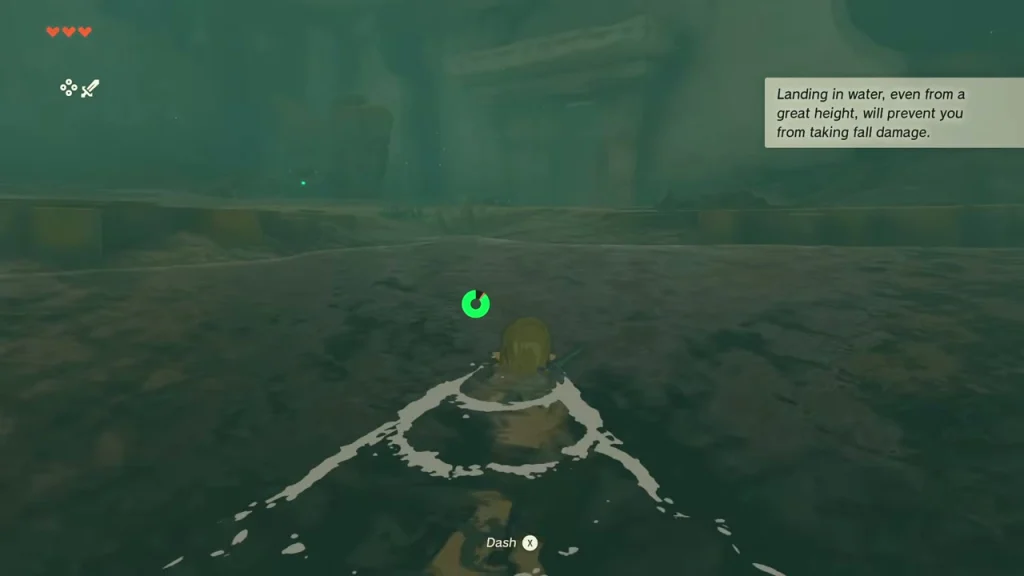 Landing in water, even from a
great height, will prevent you
from taking fall damage.
Dash X